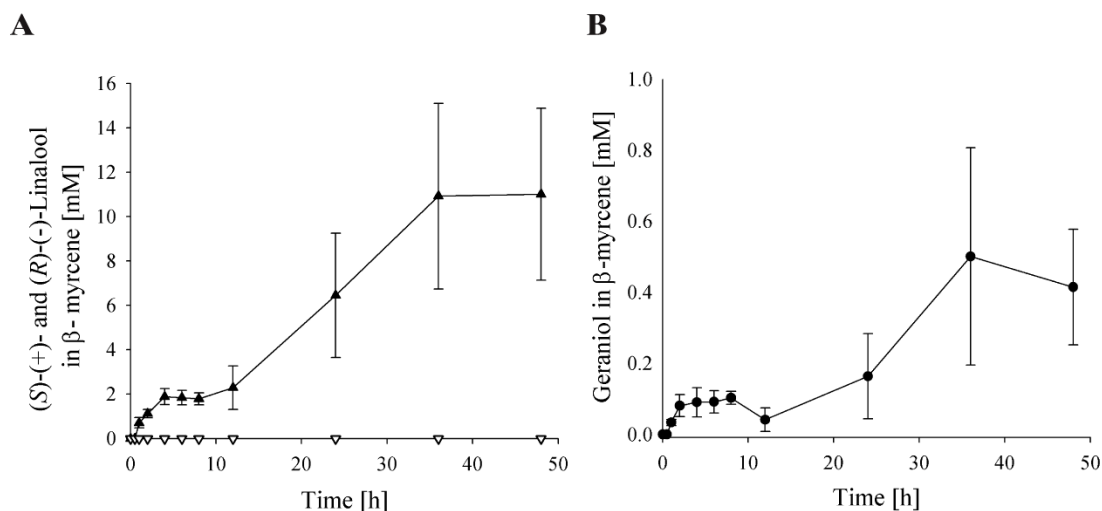 A
(S)-(+)- and (R)-(-)-Linalool
in β- myrcene [mM]
16
14
12
10
8
6
4
2
0
0 10 20 30 40 50
Time [h]
B
Geraniol in β-myrcene [mM]
1.0
0.8
0.6
0.4
0.2
0.0
0 10 20 30 40 50
Time [h]